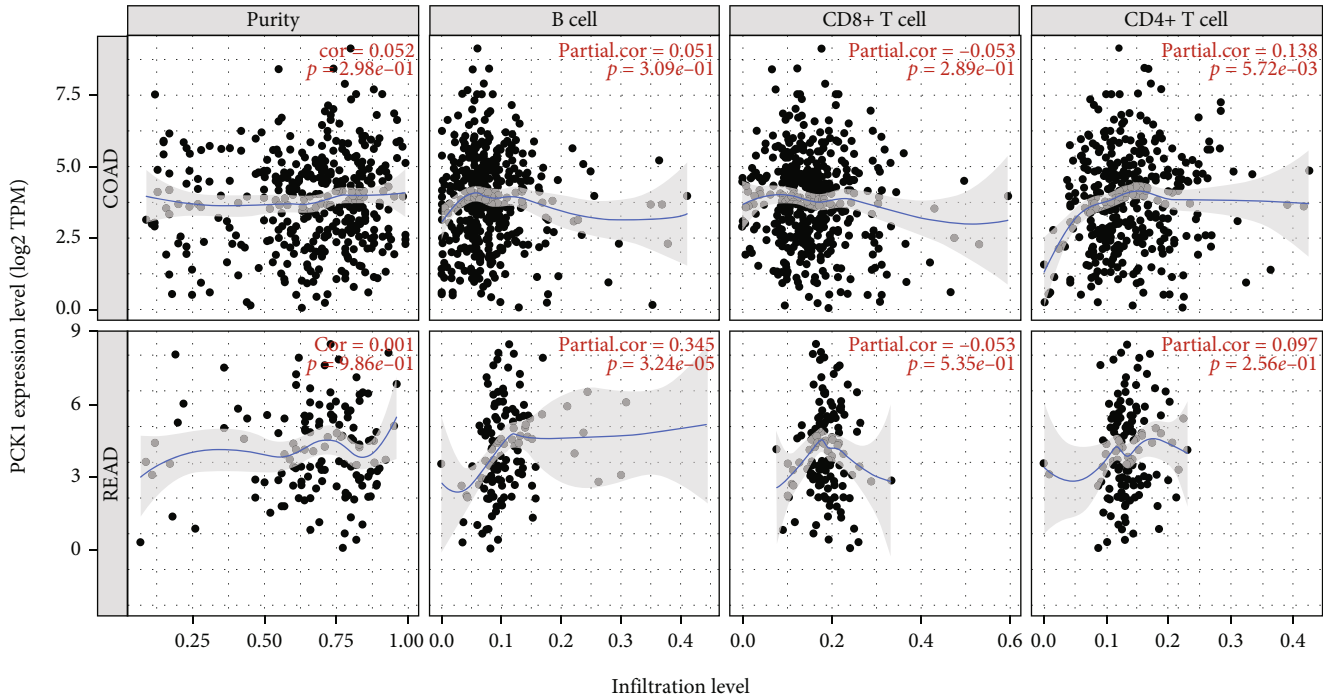 Purity
B cell
CD8+ T cell
CD4+ T cell
PCK1 expression level (log2 TPM)
COAD
7.5
5.0
2.5
0.0
cor = 0.052
p = 2.98e−01
Partial.cor = 0.051
p = 3.09e−01
Partial.cor = −0.053
p = 2.89e−01
Partial.cor = 0.138
p = 5.72e−03
READ
9
6
3
0
Cor = 0.001
p = 9.86e−01
Partial.cor = 0.345
p = 3.24e−05
Partial.cor = −0.053
p = 5.35e−01
Partial.cor = 0.097
p = 2.56e−01
0.25 0.50 0.75 1.00
0.0 0.1 0.2 0.3 0.4
0.0 0.2 0.4 0.6
0.0 0.1 0.2 0.3 0.4
Infiltration level